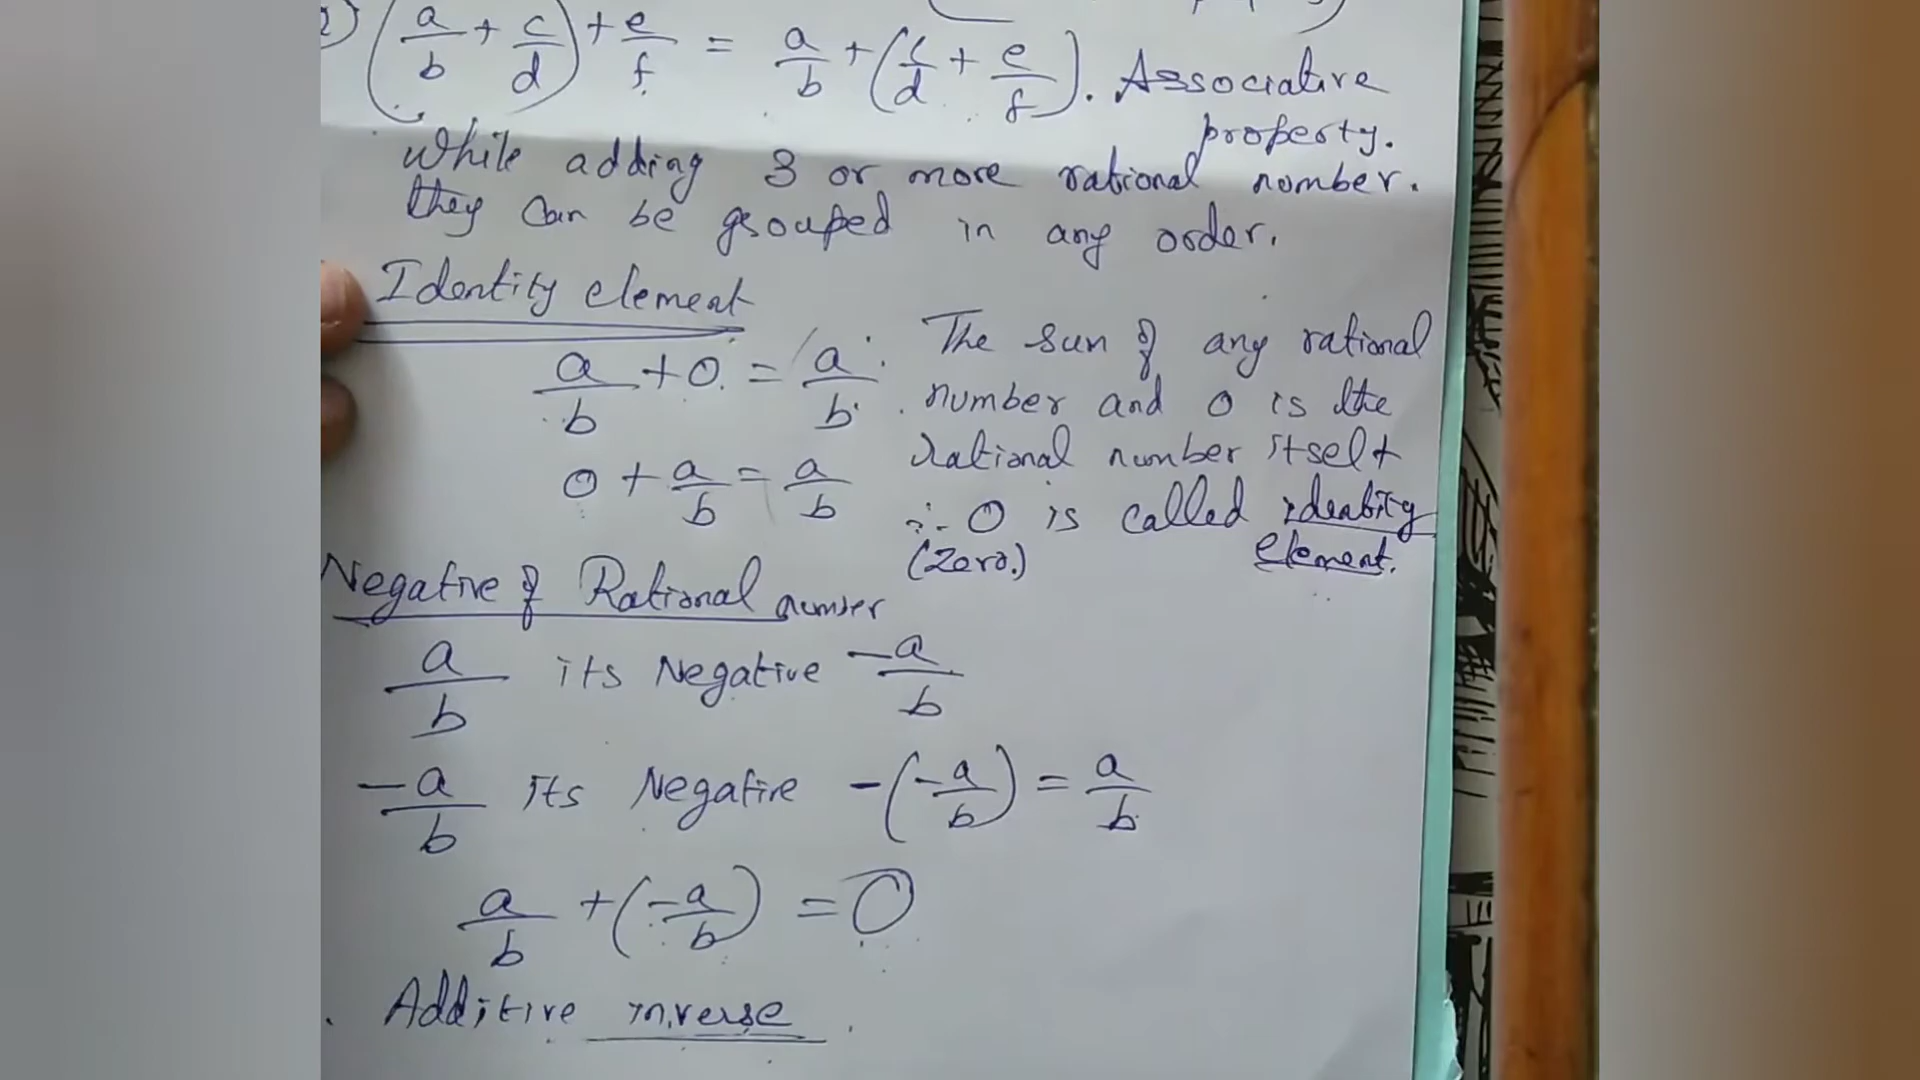 2) (a/b + c/d) + e/f = a/b + (c/d + e/f). Associative
property.
While adding 3 or more rational number.
they can be grouped in any order.
Identity element
a/b + 0 = a/b. The sum of any rational
number and 0 is the
0 + a/b = a/b rational number itself
∴ 0 is called identity
(Zero.) element.
Negative of Rational number
a/b its Negative -a/b
-a/b its Negative -(-a/b) = a/b
a/b + (-a/b) = 0
Additive inverse